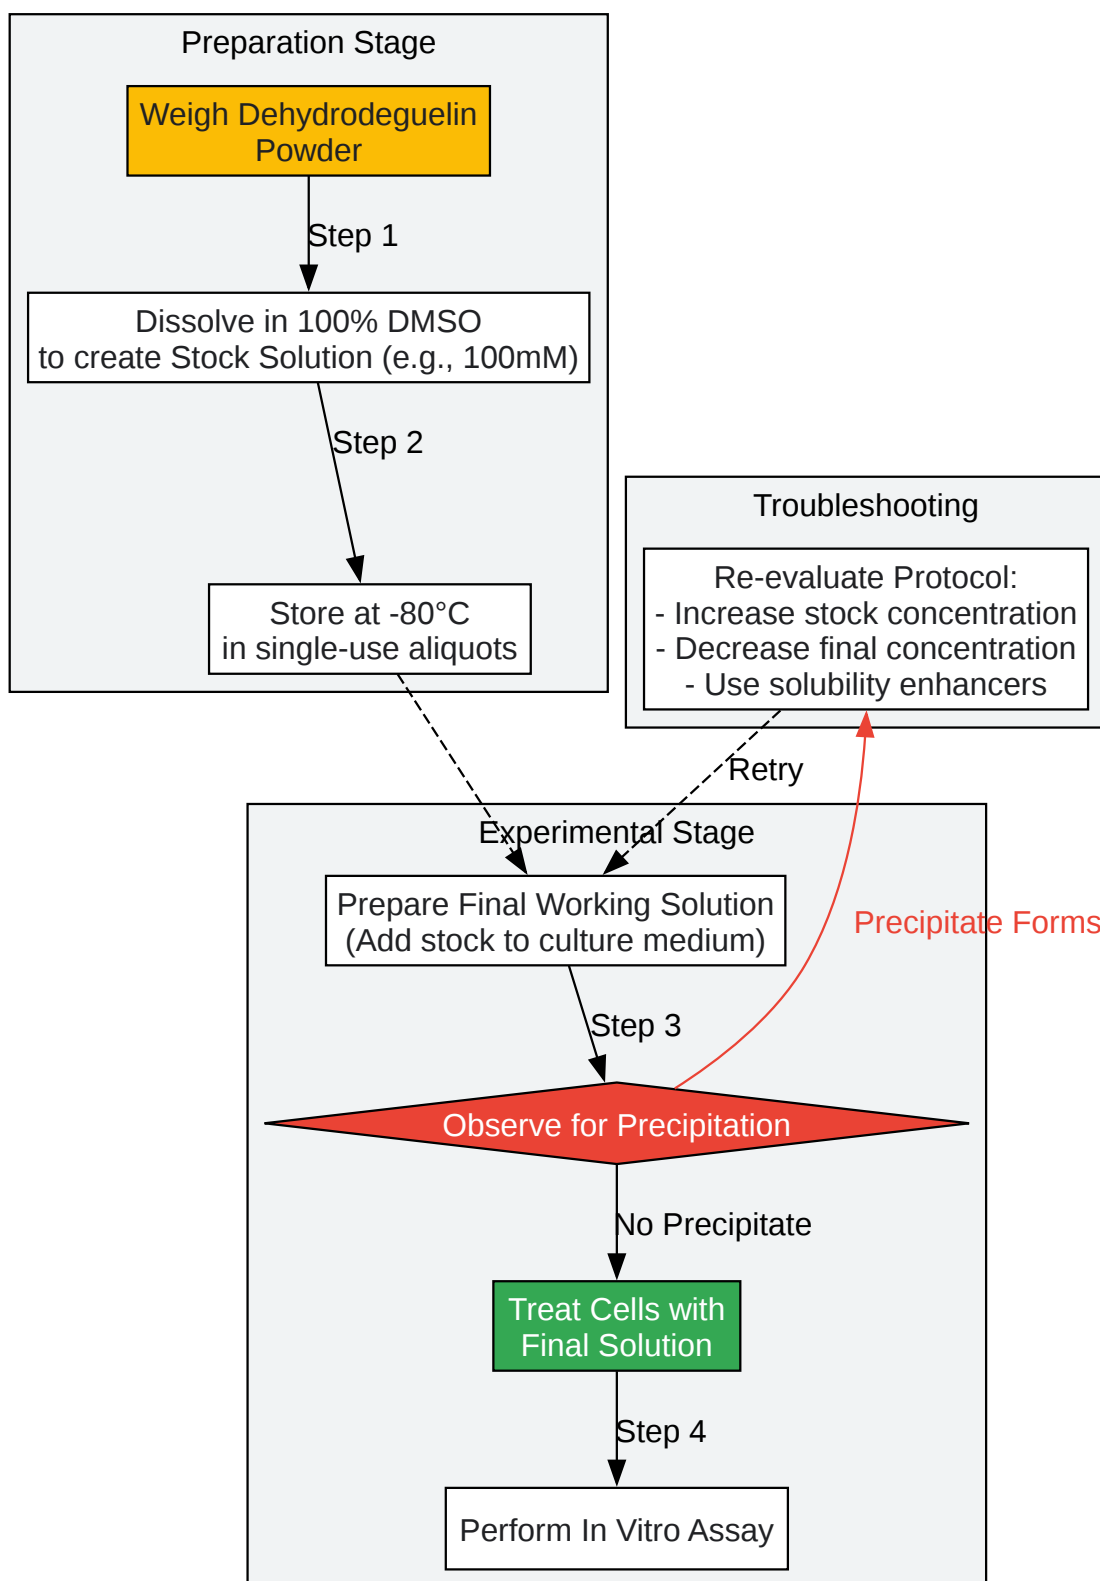 Preparation Stage
Weigh Dehydrodeguelin
Powder
Step 1
Dissolve in 100% DMSO
to create Stock Solution (e.g., 100mM)
Step 2
Store at -80°C
in single-use aliquots
Troubleshooting
Re-evaluate Protocol:
- Increase stock concentration
- Decrease final concentration
- Use solubility enhancers
Retry
Experimental Stage
Prepare Final Working Solution
(Add stock to culture medium)
Precipitate Forms
Step 3
Observe for Precipitation
No Precipitate
Treat Cells with
Final Solution
Step 4
Perform In Vitro Assay